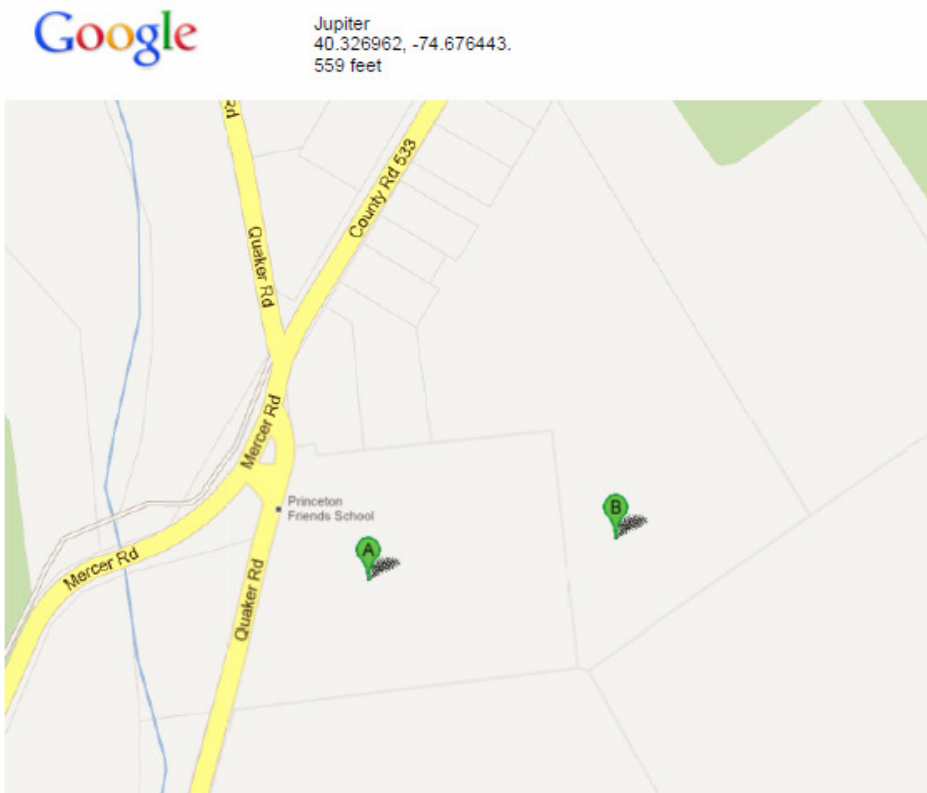 Google
Jupiter
40.326962, -74.676443.
559 feet
Rd
County Rd 533
Quaker Rd
Mercer Rd
B
Princeton
Friends School
A
Mercer Rd
Quaker Rd